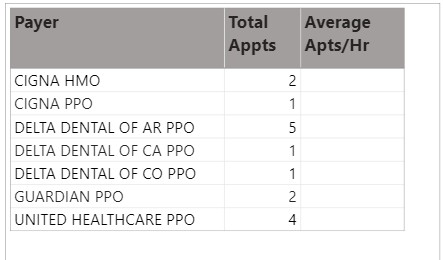 Payer Total Appts Average Apts/Hr
CIGNA HMO 2
CIGNA PPO 1
DELTA DENTAL OF AR PPO 5
DELTA DENTAL OF CA PPO 1
DELTA DENTAL OF CO PPO 1
GUARDIAN PPO 2
UNITED HEALTHCARE PPO 4